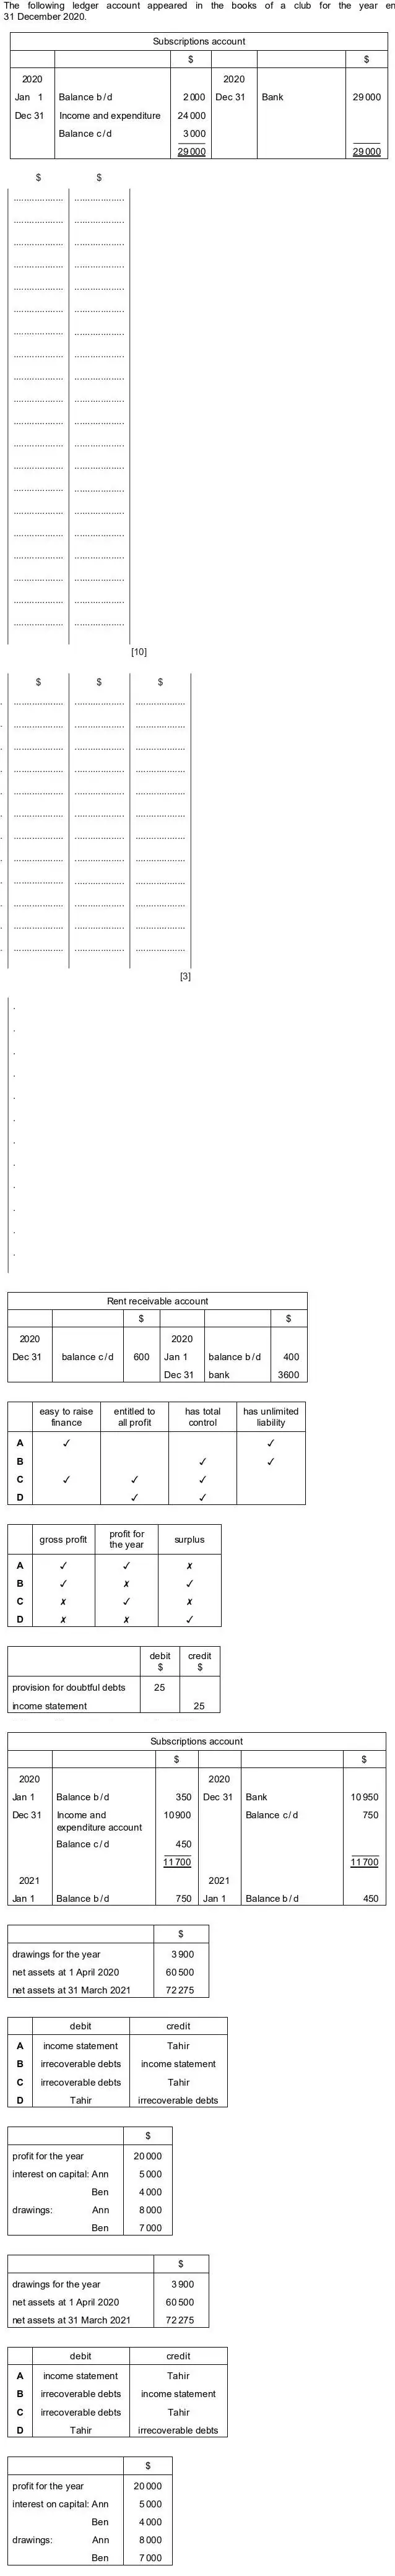 The following ledger account appeared in the books of a club for the year en
31 December 2020.
Subscriptions account
$ $
2020 2020
Jan 1 Balance b/d 2000 Dec 31 Bank 29000
Dec 31 Income and expenditure 24000
Balance c/d 3000
29000 29000
$ $
[10]
$ $ $
[3]
Rent receivable account
$ $
2020 2020
Dec 31 balance c/d 600 Jan 1 balance b/d 400
Dec 31 bank 3600
easy to raise entitled to has total has unlimited
finance all profit control liability
A ✓ ✓
B ✓ ✓
C ✓ ✓ ✓
D ✓ ✓
gross profit profit for surplus
the year
A ✓ ✓ ✗
B ✓ ✗ ✓
C ✗ ✓ ✗
D ✗ ✗ ✓
debit credit
$ $
provision for doubtful debts 25
income statement 25
Subscriptions account
$ $
2020 2020
Jan 1 Balance b/d 350 Dec 31 Bank 10950
Dec 31 Income and 10900 Balance c/d 750
expenditure account
Balance c/d 450
11700 11700
2021 2021
Jan 1 Balance b/d 750 Jan 1 Balance b/d 450
$
drawings for the year 3900
net assets at 1 April 2020 60500
net assets at 31 March 2021 72275
debit credit
A income statement Tahir
B irrecoverable debts income statement
C irrecoverable debts Tahir
D Tahir irrecoverable debts
$
profit for the year 20000
interest on capital: Ann 5000
Ben 4000
drawings: Ann 8000
Ben 7000
$
drawings for the year 3900
net assets at 1 April 2020 60500
net assets at 31 March 2021 72275
debit credit
A income statement Tahir
B irrecoverable debts income statement
C irrecoverable debts Tahir
D Tahir irrecoverable debts
$
profit for the year 20000
interest on capital: Ann 5000
Ben 4000
drawings: Ann 8000
Ben 7000